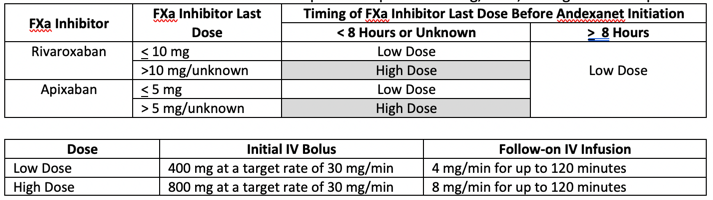 FXa Inhibitor FXa Inhibitor Last Dose Timing of FXa Inhibitor Last Dose Before Andexanet Initiation
< 8 Hours or Unknown ≥ 8 Hours
Rivaroxaban ≤ 10 mg Low Dose Low Dose
>10 mg/unknown High Dose
Apixaban ≤ 5 mg Low Dose
> 5 mg/unknown High Dose
Dose Initial IV Bolus Follow-on IV Infusion
Low Dose 400 mg at a target rate of 30 mg/min 4 mg/min for up to 120 minutes
High Dose 800 mg at a target rate of 30 mg/min 8 mg/min for up to 120 minutes